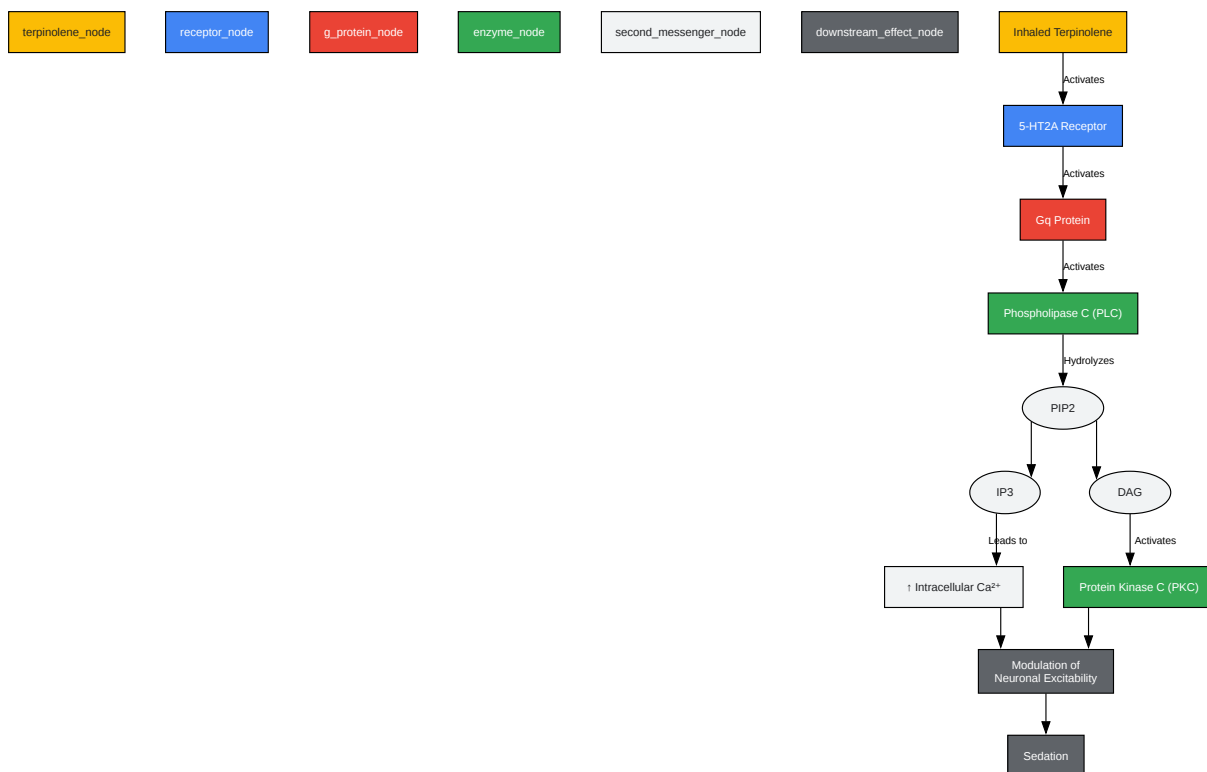 terpinolene_node
receptor_node
g_protein_node
enzyme_node
second_messenger_node
downstream_effect_node
Inhaled Terpinolene
Activates
5-HT2A Receptor
Activates
Gq Protein
Activates
Phospholipase C (PLC)
Hydrolyzes
PIP2
IP3
DAG
Leads to
Activates
↑ Intracellular Ca²⁺
Protein Kinase C (PKC)
Modulation of
Neuronal Excitability
Sedation